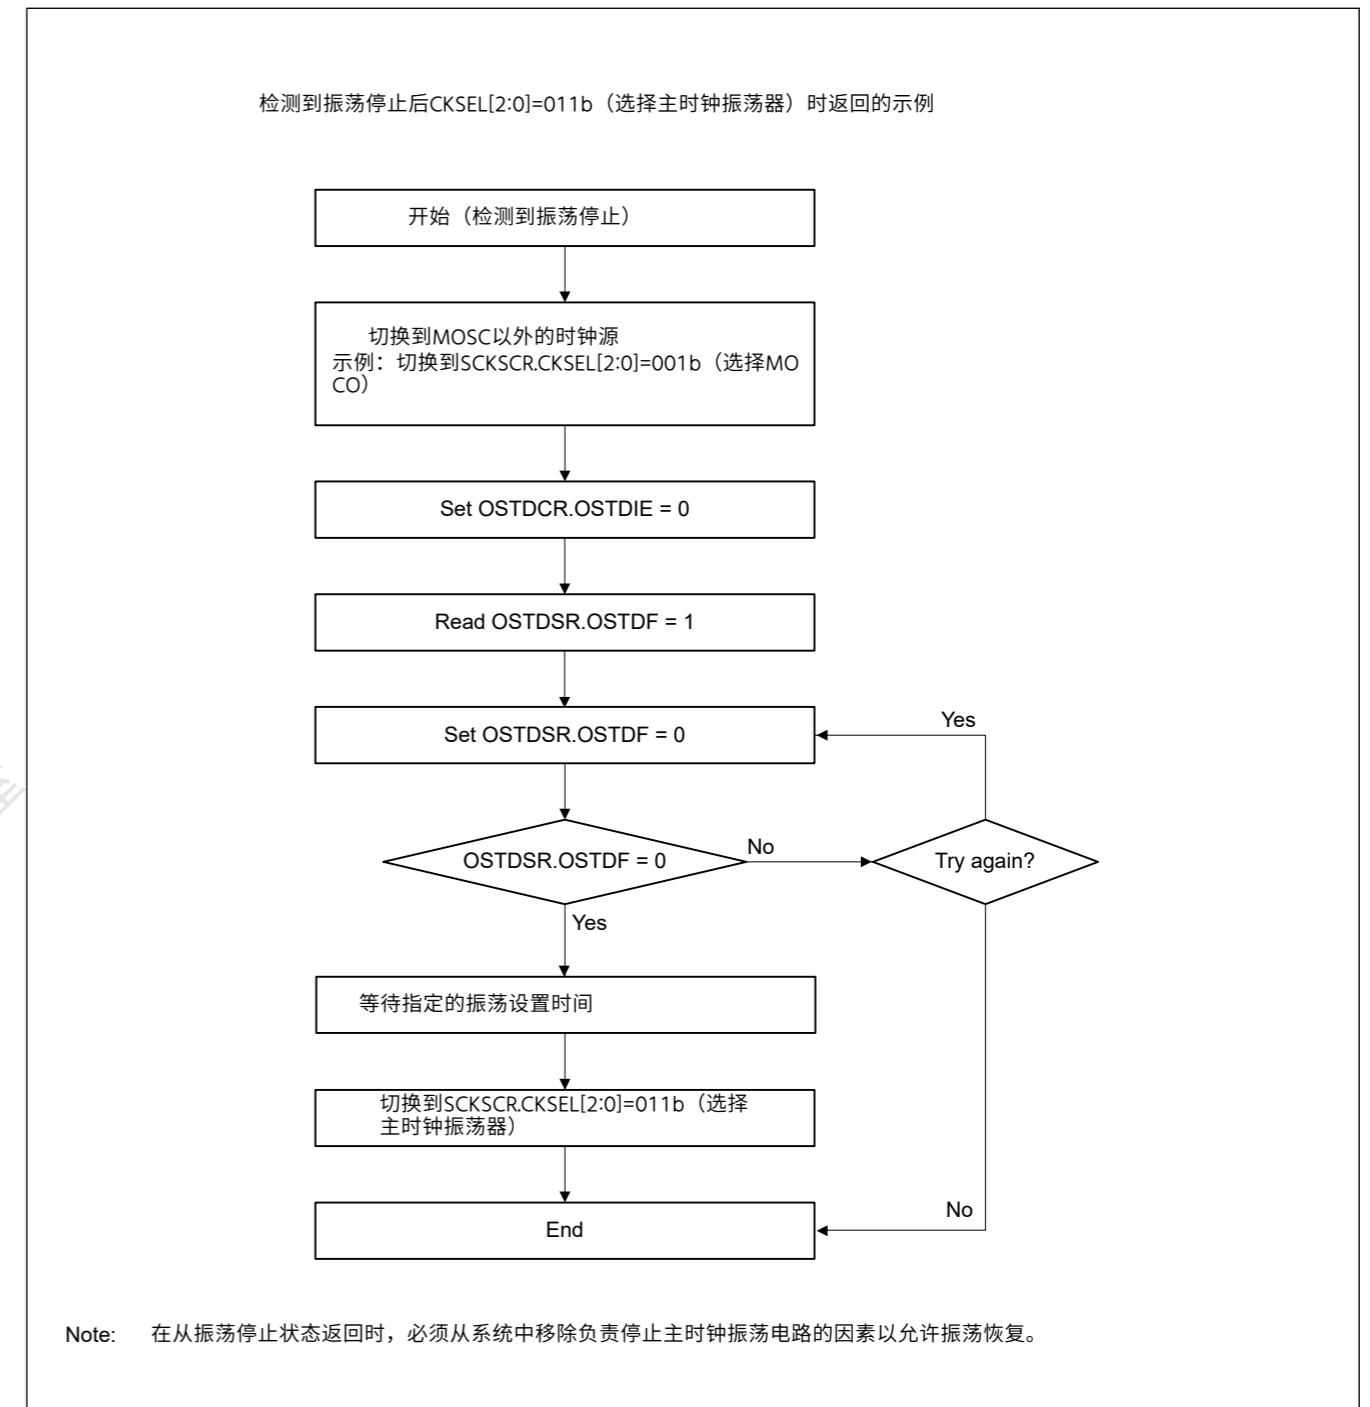 检测到振荡停止后CKSEL[2:0]=011b（选择主时钟振荡器）时返回的示例
开始（检测到振荡停止）
切换到MOSC以外的时钟源
示例：切换到SCKSCR.CKSEL[2:0]=001b（选择MO
CO）
Set OSTDCR.OSTDIE = 0
Read OSTDSR.OSTDF = 1
Set OSTDSR.OSTDF = 0
Yes
OSTDSR.OSTDF = 0
No
Try again?
Yes
等待指定的振荡设置时间
切换到SCKSCR.CKSEL[2:0]=011b（选择
主时钟振荡器）
No
End
Note: 在从振荡停止状态返回时，必须从系统中移除负责停止主时钟振荡电路的因素以允许振荡恢复。